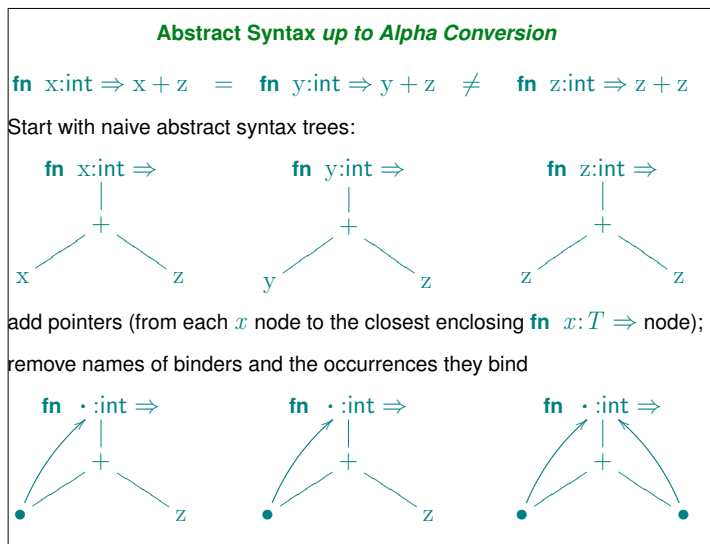 Abstract Syntax up to Alpha Conversion
fn x:int ⇒ x + z = fn y:int ⇒ y + z ≠ fn z:int ⇒ z + z
Start with naive abstract syntax trees:
fn x:int ⇒ fn y:int ⇒ fn z:int ⇒
+ + +
x z y z z z
add pointers (from each x node to the closest enclosing fn x:T ⇒ node);
remove names of binders and the occurrences they bind
fn · :int ⇒ fn · :int ⇒ fn · :int ⇒
+ + +
• z • z • •